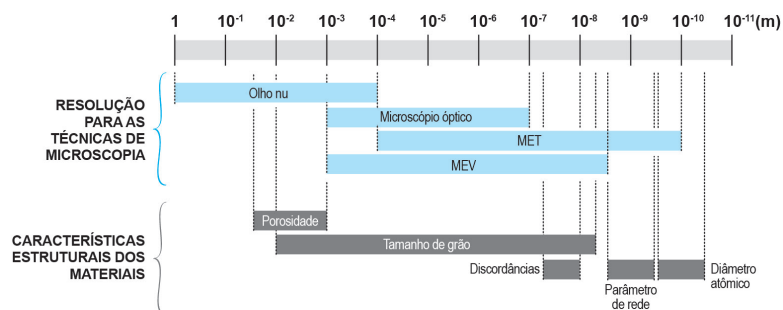 1 10⁻¹ 10⁻² 10⁻³ 10⁻⁴ 10⁻⁵ 10⁻⁶ 10⁻⁷ 10⁻⁸ 10⁻⁹ 10⁻¹⁰ 10⁻¹¹ (m)
RESOLUÇÃO
PARA AS
TÉCNICAS DE
MICROSCOPIA
Olho nu
Microscópio óptico
MET
MEV
CARACTERÍSTICAS
ESTRUTURAIS DOS
MATERIAIS
Porosidade
Tamanho de grão
Discordâncias
Parâmetro
de rede
Diâmetro
atômico